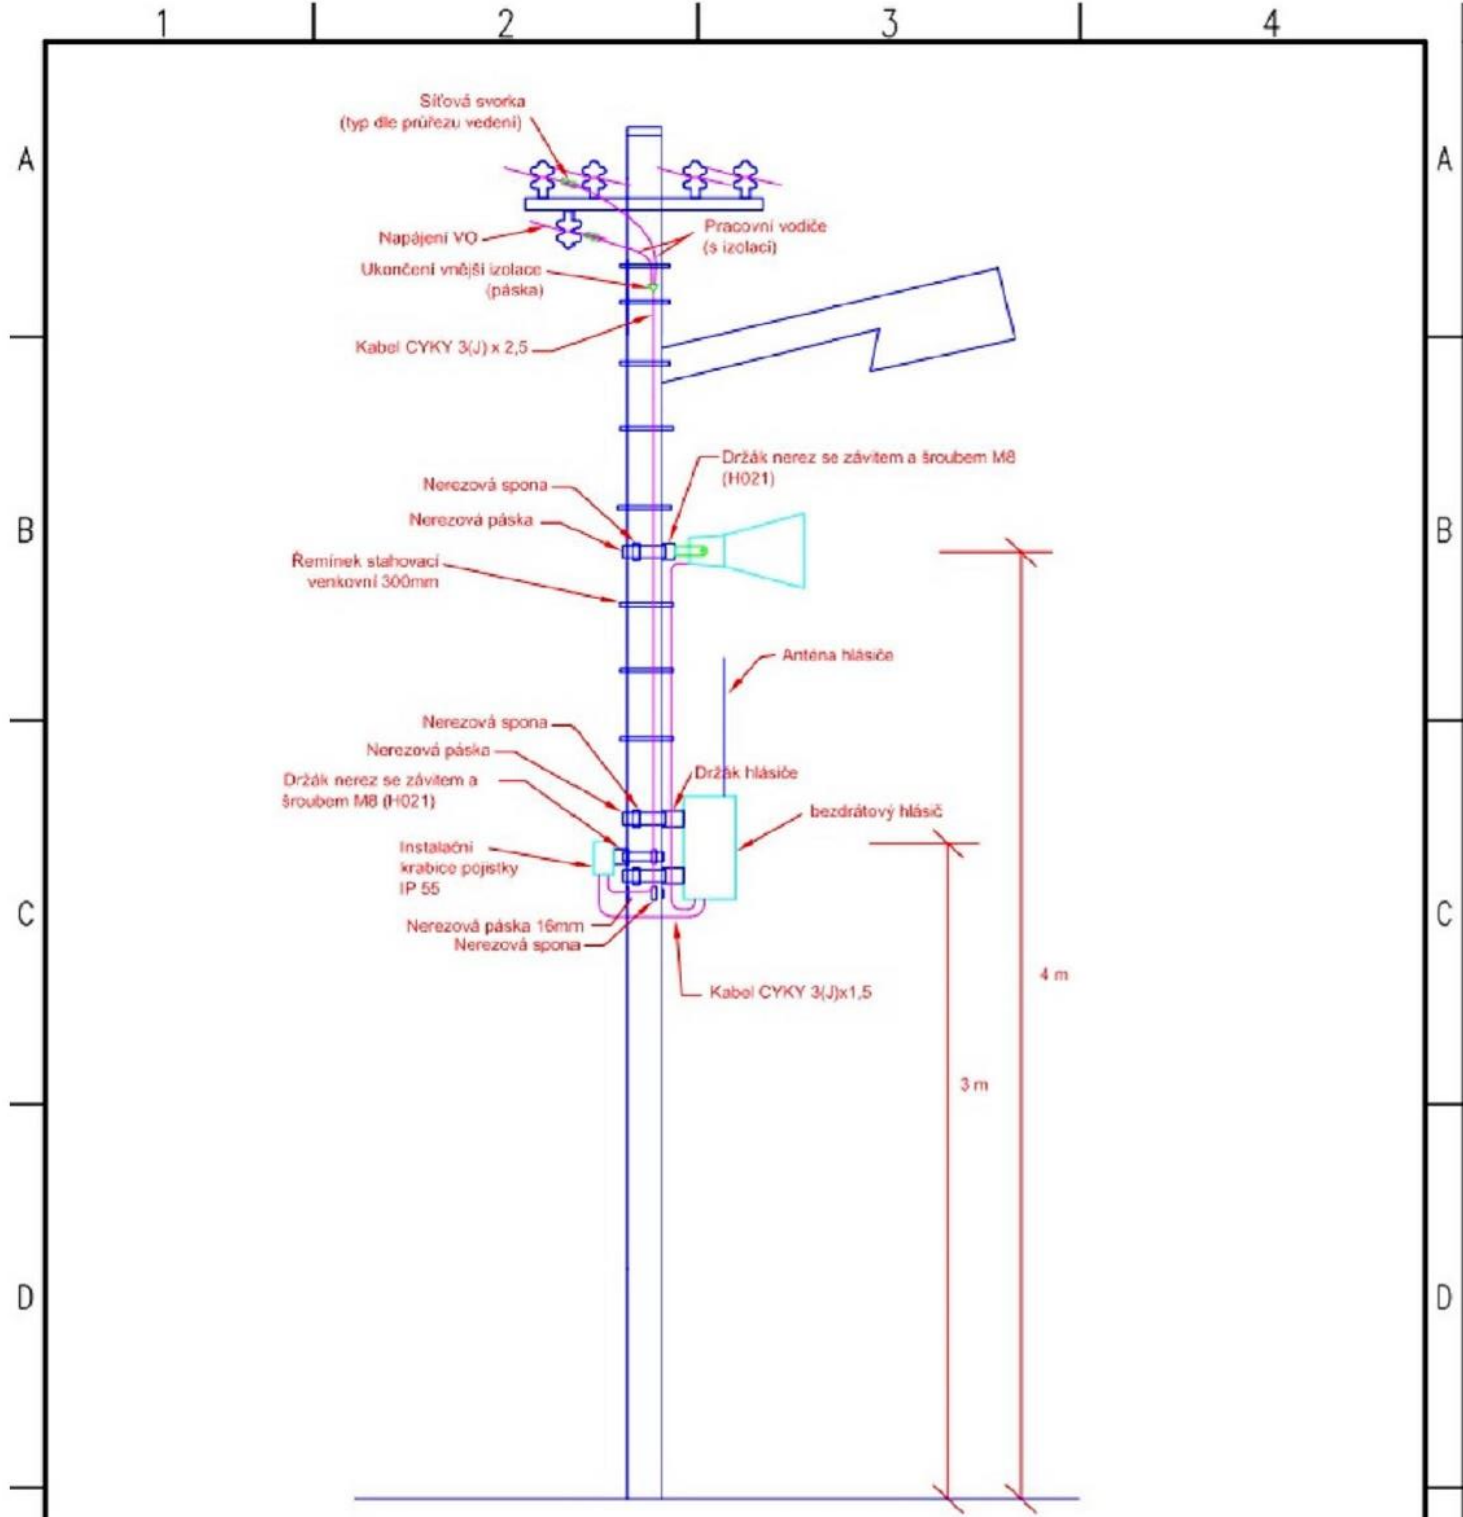 1
2
3
4
A
A
Síťová svorka
(typ dle průřezu vedení)
Napájení VO
Pracovní vodiče
(s izolací)
Ukončení vnější izolace
(páska)
Kabel CYKY 3(J) x 2,5
Držák nerez se závitem a šroubem M8
(H021)
Nerezová spona
Nerezová páska
B
B
Řemínek stahovací
venkovní 300mm
Anténa hlásiče
Nerezová spona
Nerezová páska
Držák hlásiče
Držák nerez se závitem a
šroubem M8 (H021)
bezdrátový hlásič
Instalační
krabice pojistky
IP 55
C
C
Nerezová páska 16mm
Nerezová spona
4 m
Kabel CYKY 3(J)x1,5
3 m
D
D